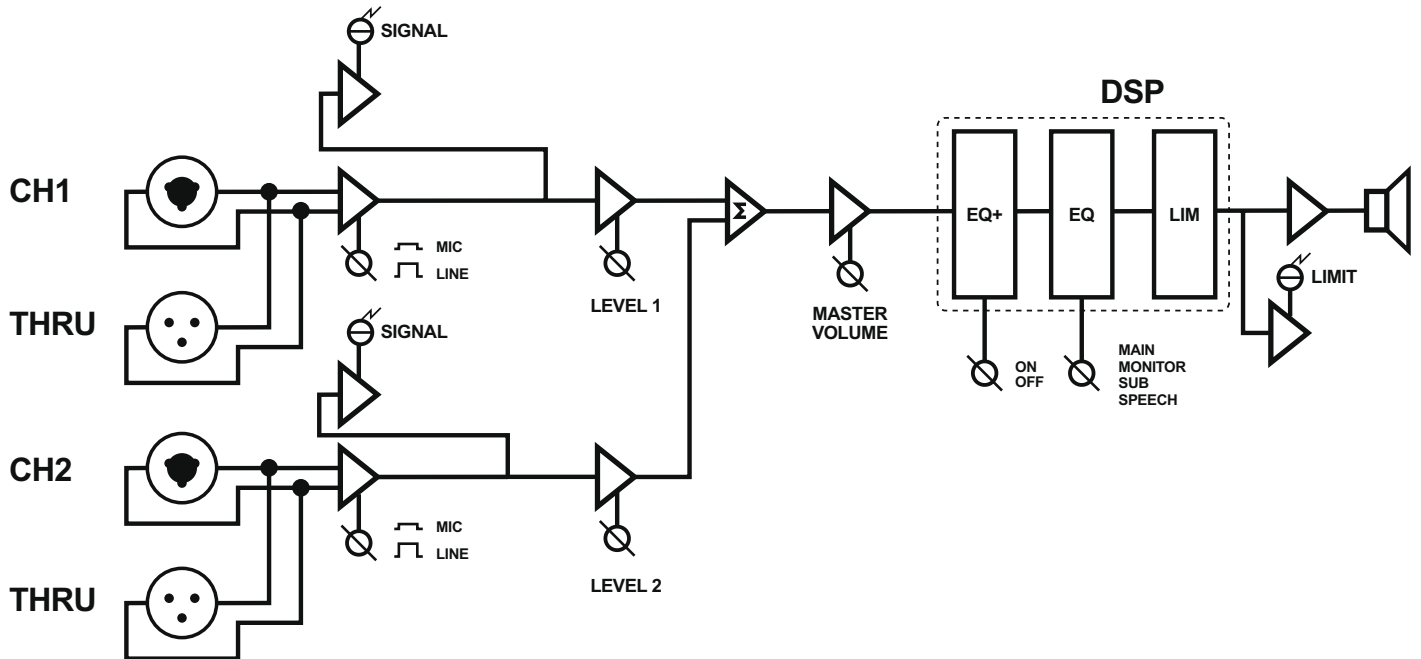 SIGNAL
DSP
CH1
Σ
EQ+
EQ
LIM
MIC
LINE
LEVEL 1
MASTER
VOLUME
LIMIT
THRU
SIGNAL
ON
OFF
MAIN
MONITOR
SUB
SPEECH
CH2
MIC
LINE
LEVEL 2
THRU